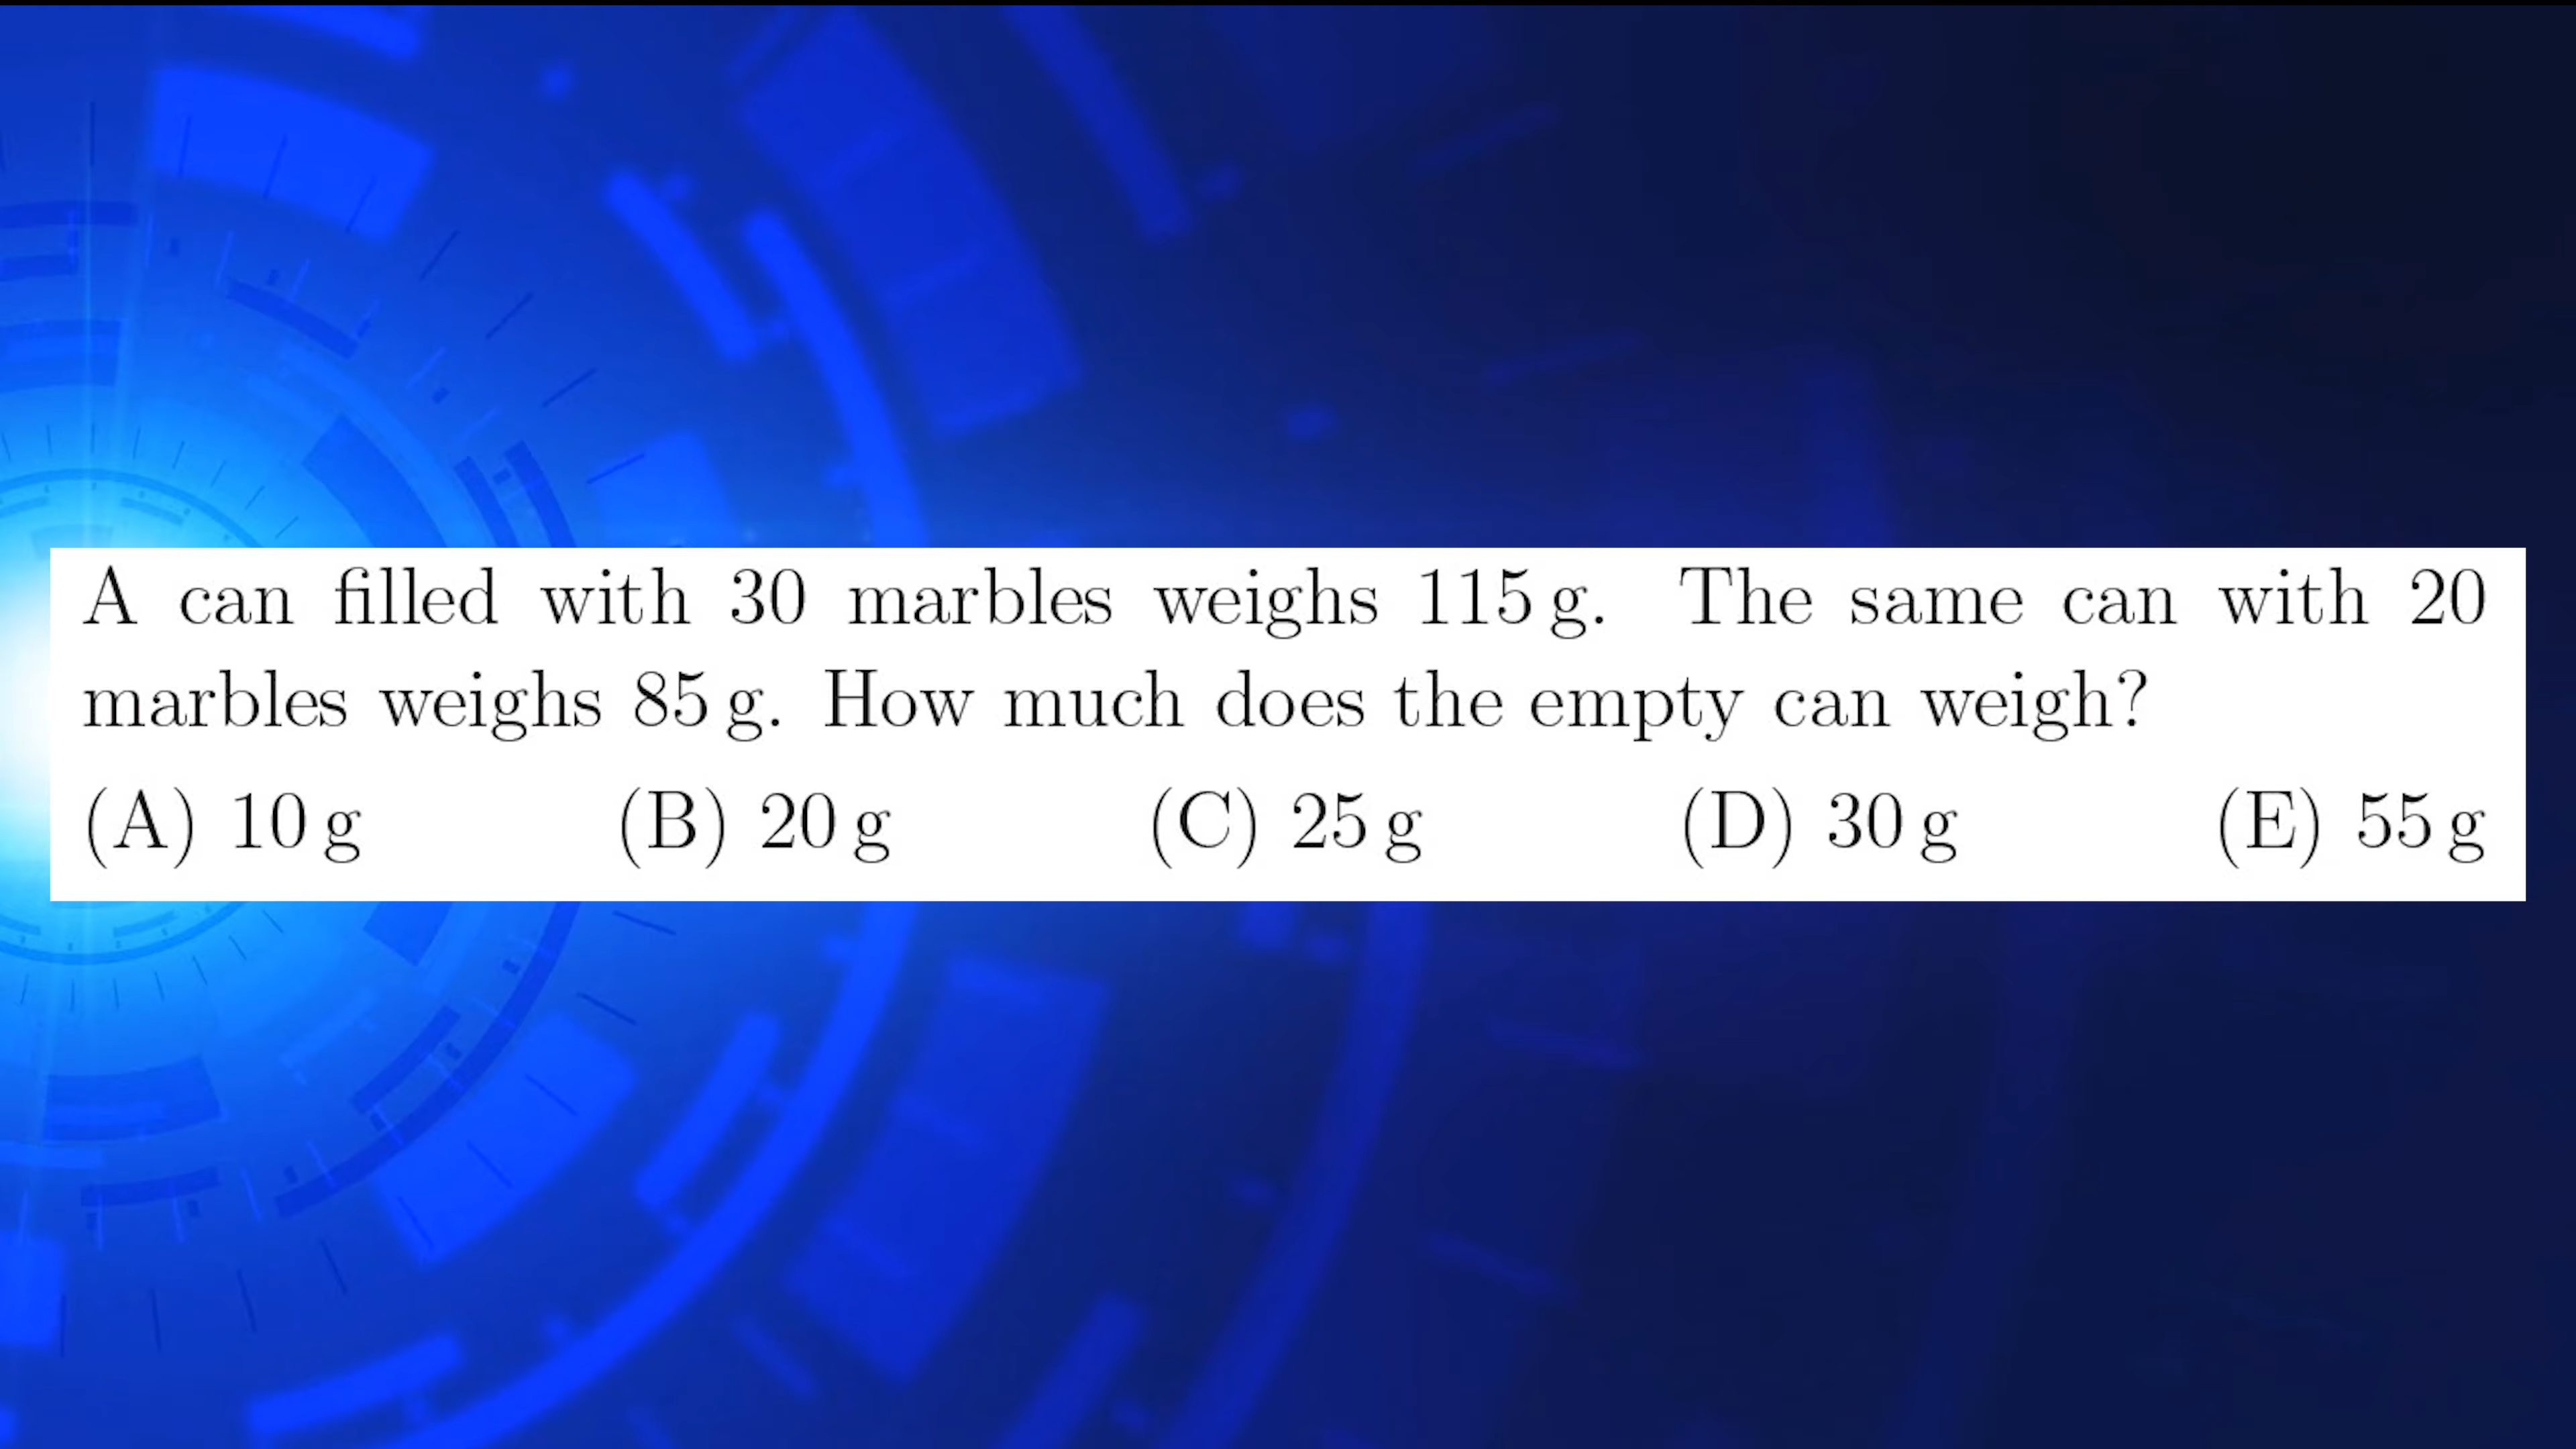 A can filled with 30 marbles weighs 115 g. The same can with 20
marbles weighs 85 g. How much does the empty can weigh?
(A) 10 g (B) 20 g (C) 25 g (D) 30 g (E) 55 g